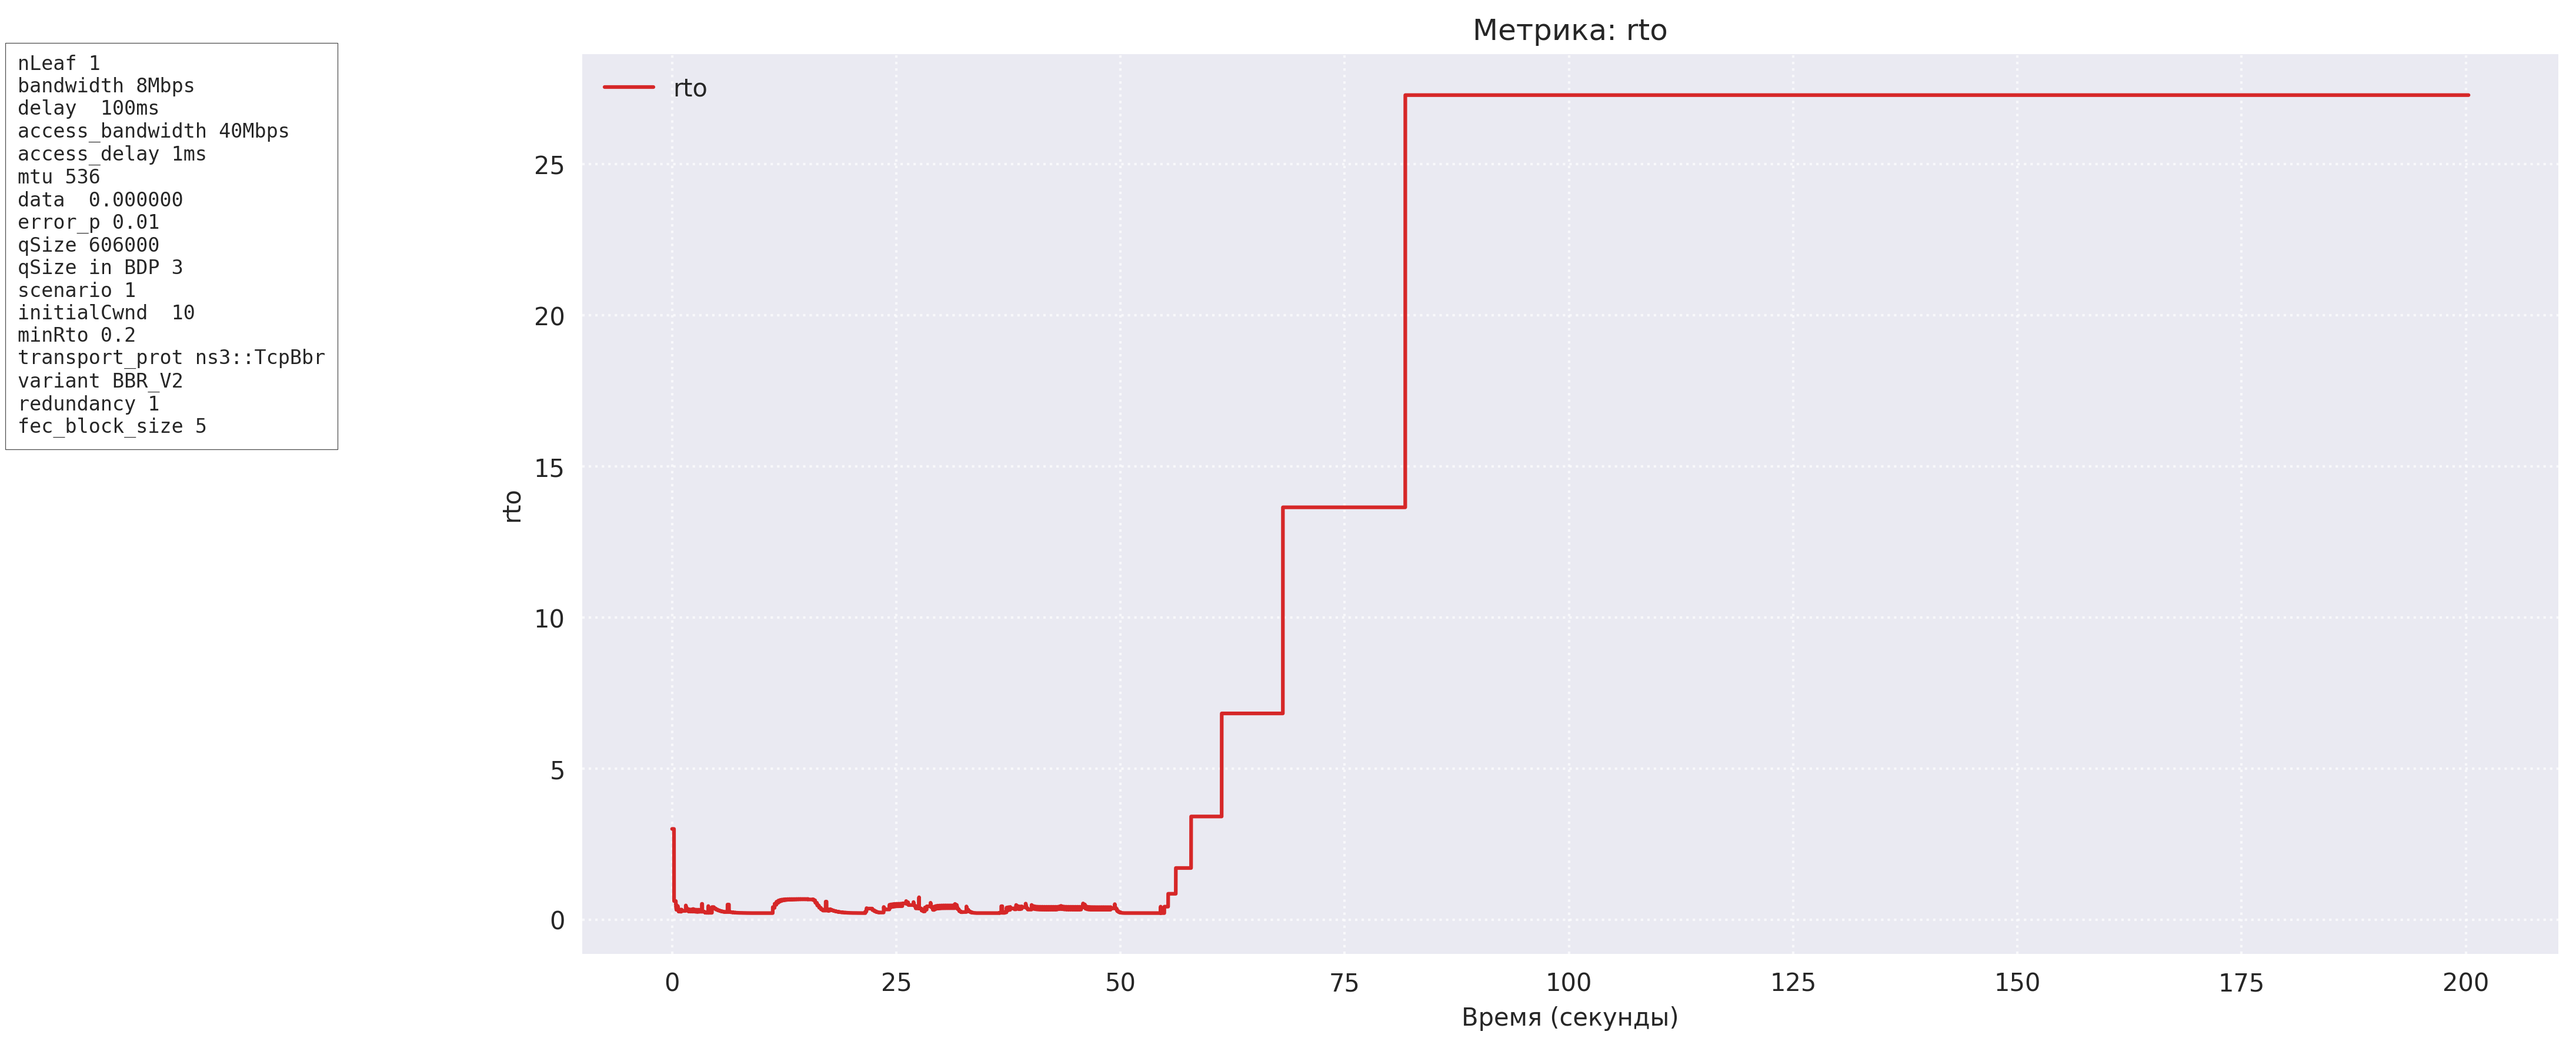 Метрика: rto
nLeaf 1
bandwidth 8Mbps
delay  100ms
access_bandwidth 40Mbps
access_delay 1ms
mtu 536
data  0.000000
error_p 0.01
qSize 606000
qSize in BDP 3
scenario 1
initialCwnd  10
minRto 0.2
transport_prot ns3::TcpBbr
variant BBR_V2
redundancy 1
fec_block_size 5
rto
25
20
15
10
5
0
rto
0 25 50 75 100 125 150 175 200
Время (секунды)